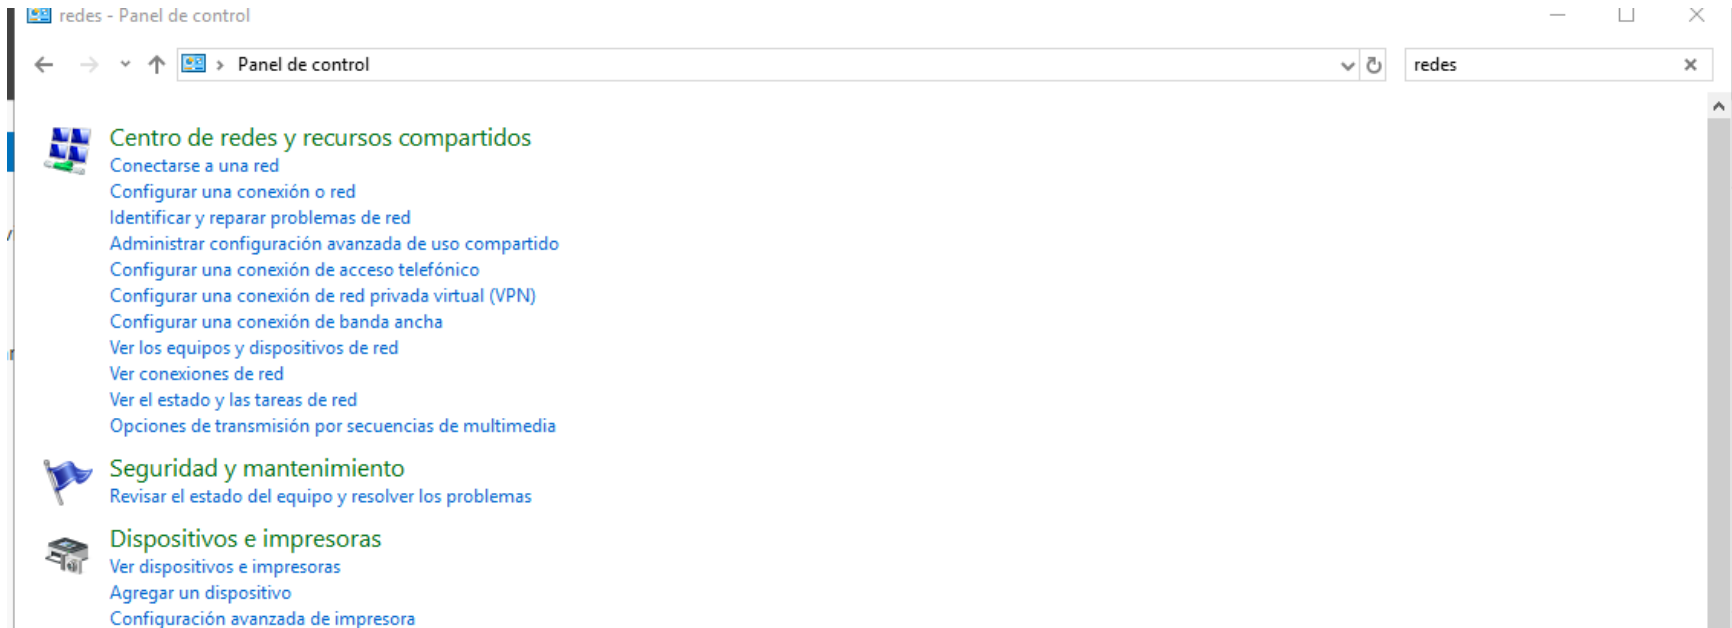 redes - Panel de control
Panel de control
redes
Centro de redes y recursos compartidos
Conectarse a una red
Configurar una conexión o red
Identificar y reparar problemas de red
Administrar configuración avanzada de uso compartido
Configurar una conexión de acceso telefónico
Configurar una conexión de red privada virtual (VPN)
Configurar una conexión de banda ancha
Ver los equipos y dispositivos de red
Ver conexiones de red
Ver el estado y las tareas de red
Opciones de transmisión por secuencias de multimedia
Seguridad y mantenimiento
Revisar el estado del equipo y resolver los problemas
Dispositivos e impresoras
Ver dispositivos e impresoras
Agregar un dispositivo
Configuración avanzada de impresora